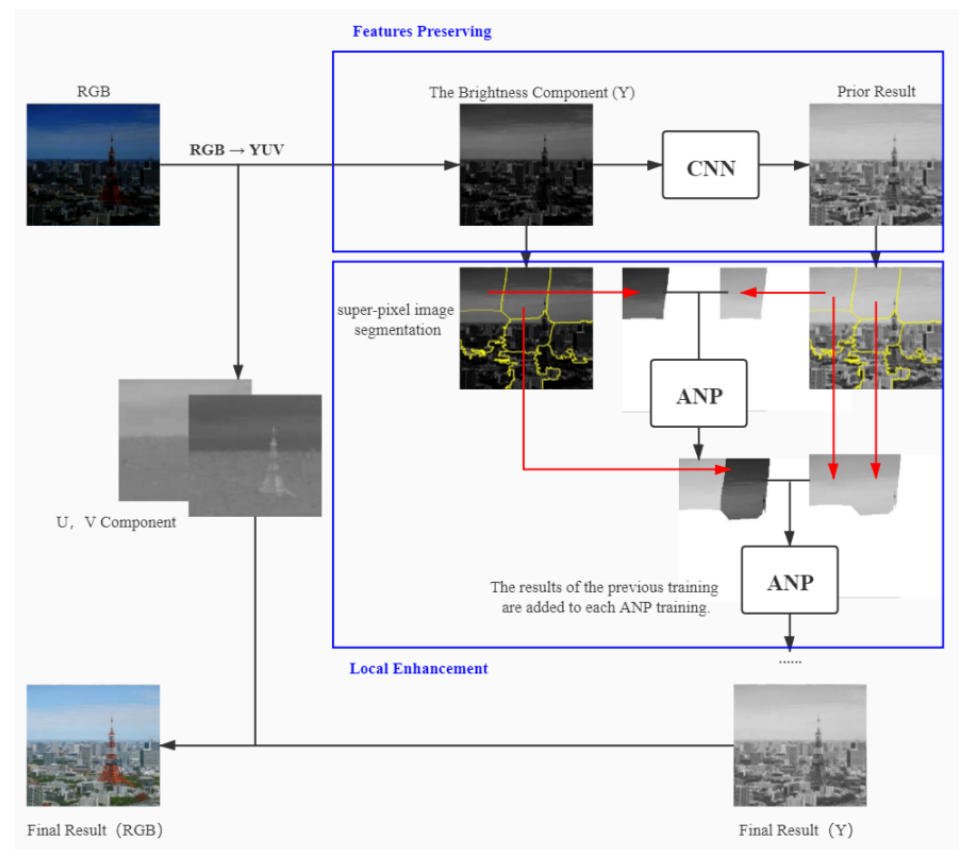 Features Preserving
RGB
The Brightness Component (Y)
Prior Result
RGB → YUV
CNN
super-pixel image
segmentation
ANP
U, V Component
ANP
The results of the previous training
are added to each ANP training.
......
Local Enhancement
Final Result (RGB)
Final Result (Y)